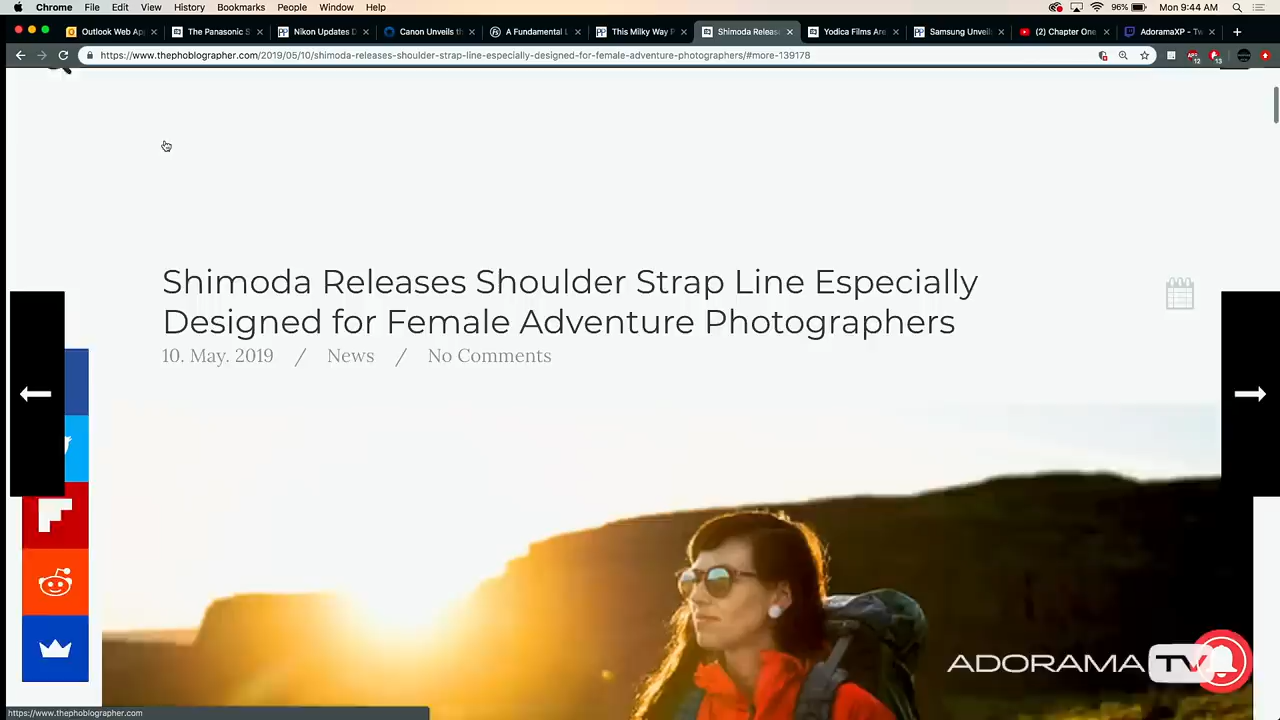 Chrome File Edit View History Bookmarks People Window Help 96% Mon 9:44 AM
Outlook Web Ap The Panasonic S Nikon Updates D Canon Unveils th A Fundamental L This Milky Way P Shimoda Releas Yodica Films Are Samsung Unveils (2) Chapter One AdoramaXP - Tw
https://www.thephoblographer.com/2019/05/10/shimoda-releases-shoulder-strap-line-especially-designed-for-female-adventure-photographers/#more-139178
Shimoda Releases Shoulder Strap Line Especially
Designed for Female Adventure Photographers
10. May. 2019 / News / No Comments
ADORAMA TV
https://www.thephoblographer.com